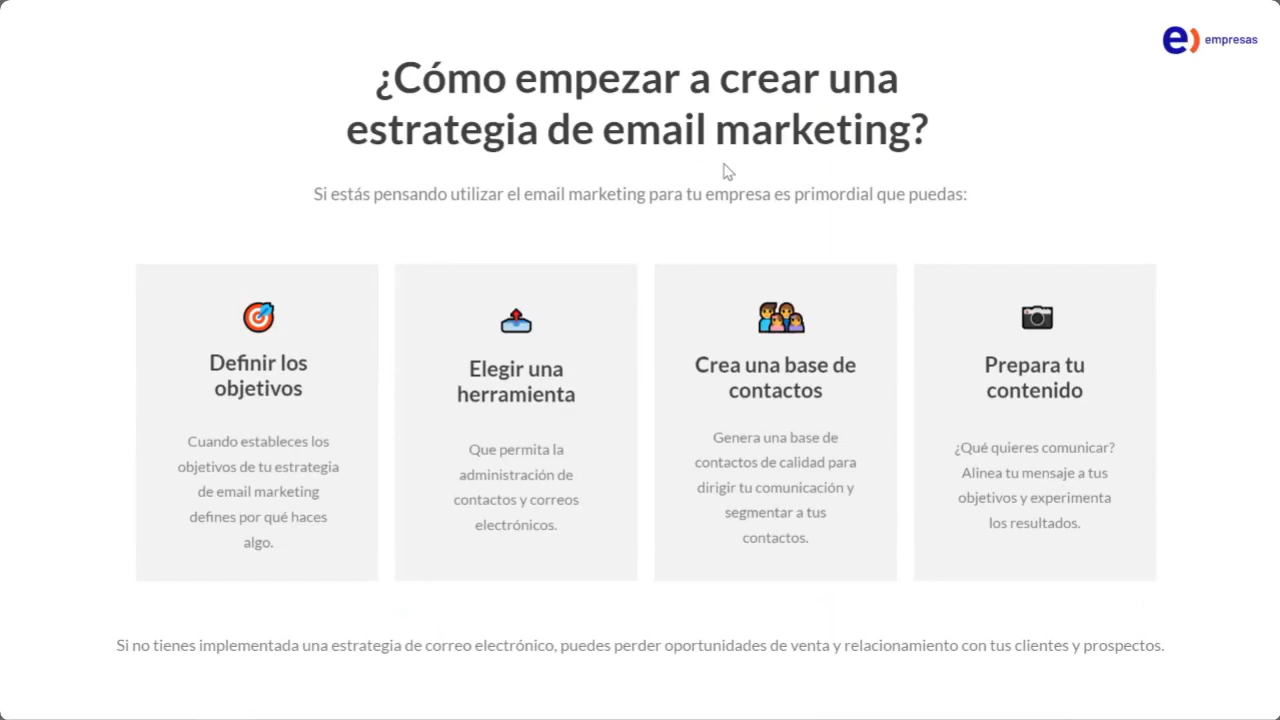 e) empresas
¿Cómo empezar a crear una
estrategia de email marketing?
Si estás pensando utilizar el email marketing para tu empresa es primordial que puedas:
Definir los
objetivos
Cuando estableces los
objetivos de tu estrategia
de email marketing
defines por qué haces
algo.
Elegir una
herramienta
Que permita la
administración de
contactos y correos
electrónicos.
Crea una base de
contactos
Genera una base de
contactos de calidad para
dirigir tu comunicación y
segmentar a tus
contactos.
Prepara tu
contenido
¿Qué quieres comunicar?
Alinea tu mensaje a tus
objetivos y experimenta
los resultados.
Si no tienes implementada una estrategia de correo electrónico, puedes perder oportunidades de venta y relacionamiento con tus clientes y prospectos.